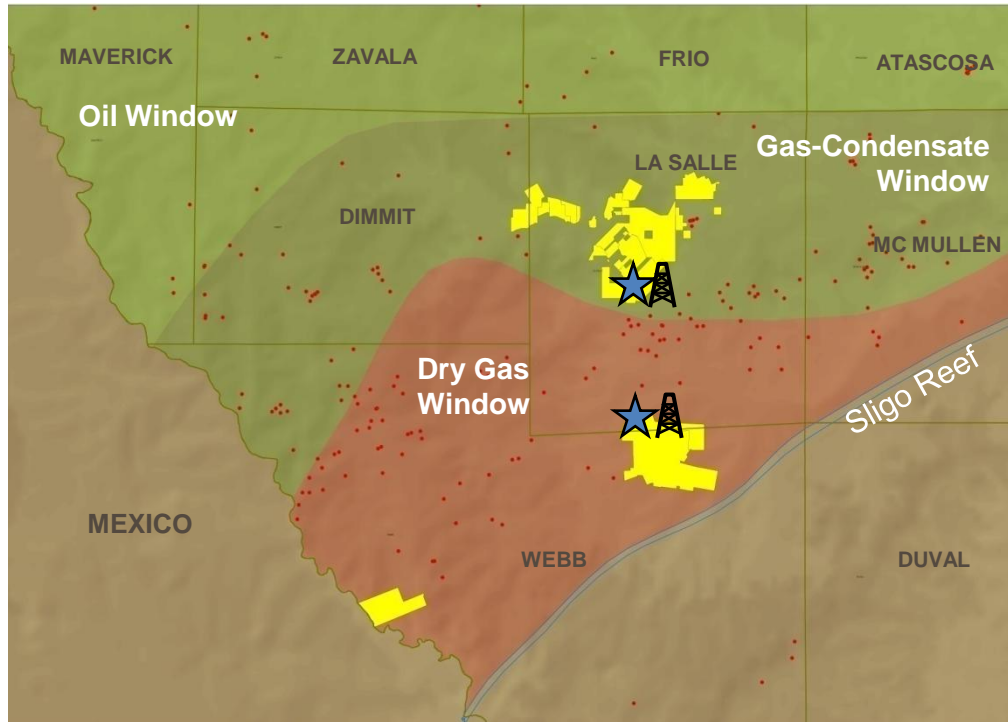 MAVERICK
ZAVALA
FRIO
ATASCOSA
Oil Window
Gas-Condensate
Window
LA SALLE
DIMMIT
MC MULLEN
Dry Gas
Window
Sligo Reef
MEXICO
WEBB
DUVAL